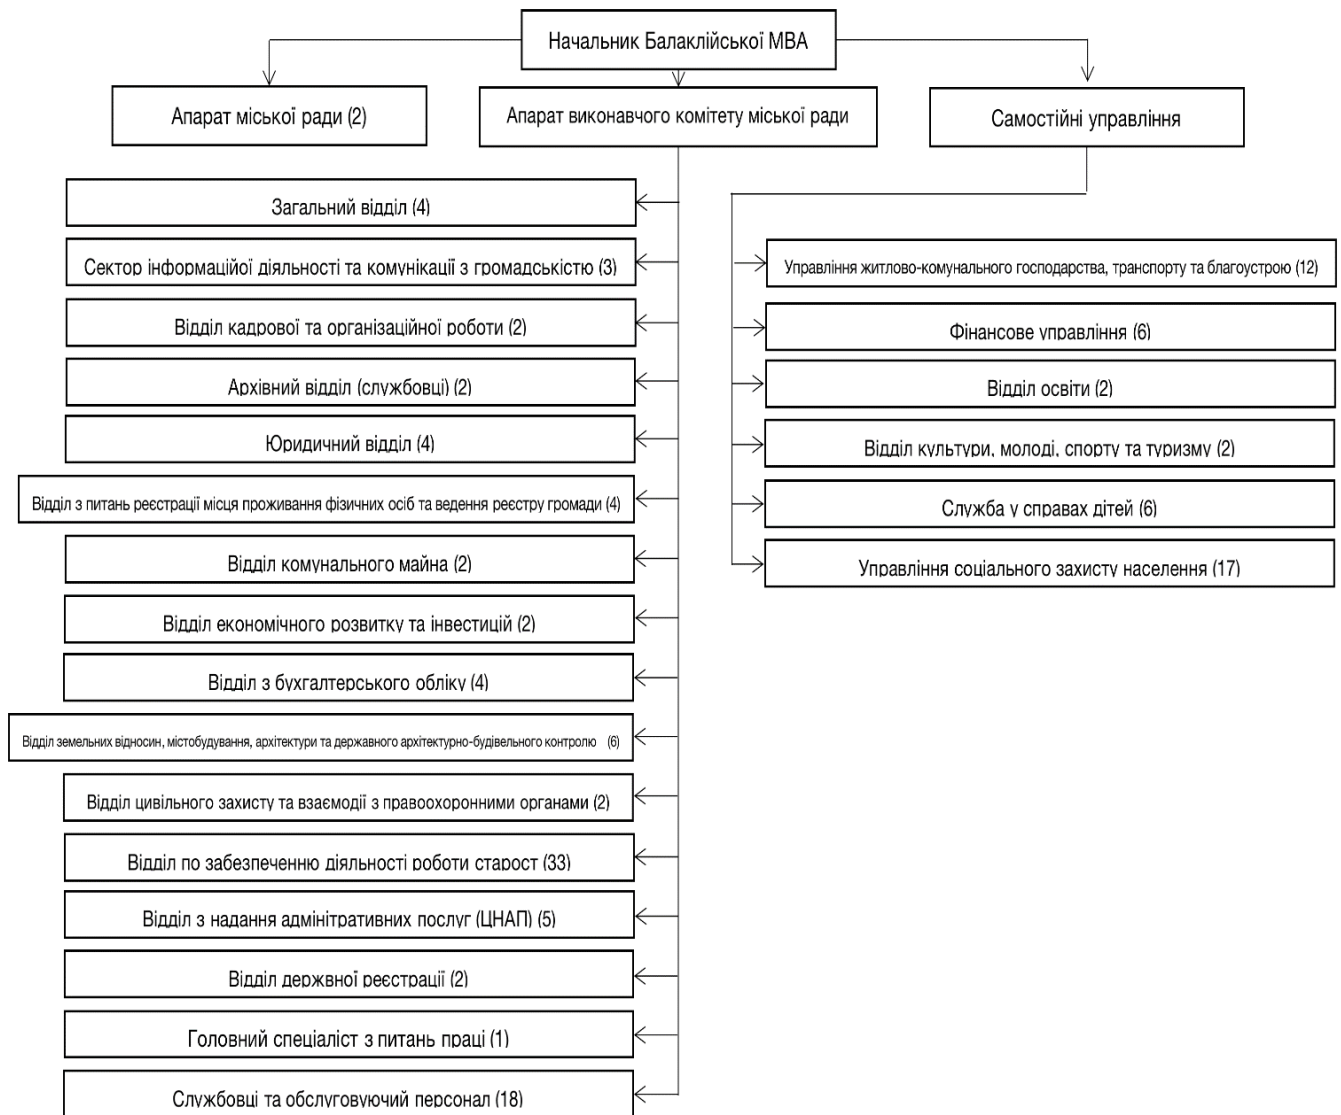 Начальник Балаклійської МВА
Апарат міської ради (2)
Апарат виконавчого комітету міської ради
Самостійні управління
Загальний відділ (4)
Сектор інформаційої діяльності та комунікації з громадськістю (3)
Відділ кадрової та організаційної роботи (2)
Архівний відділ (службовці) (2)
Юридичний відділ (4)
Відділ з питань реєстрації місця проживання фізичних осіб та ведення реєстру громади (4)
Відділ комунального майна (2)
Відділ економічного розвитку та інвестицій (2)
Відділ з бухгалтерського обліку (4)
Відділ земельних відносин, містобудування, архітектури та державного архітектурно-будівельного контролю (6)
Відділ цивільного захисту та взаємодії з правоохоронними органами (2)
Відділ по забезпеченню діяльності роботи старост (33)
Відділ з надання адмінітративних послуг (ЦНАП) (5)
Відділ держвної реєстрації (2)
Головний спеціаліст з питань праці (1)
Службовці та обслуговуючий персонал (18)
Управління житлово-комунального господарства, транспорту та благоустрою (12)
Фінансове управління (6)
Відділ освіти (2)
Відділ культури, молоді, спорту та туризму (2)
Служба у справах дітей (6)
Управління соціального захисту населення (17)